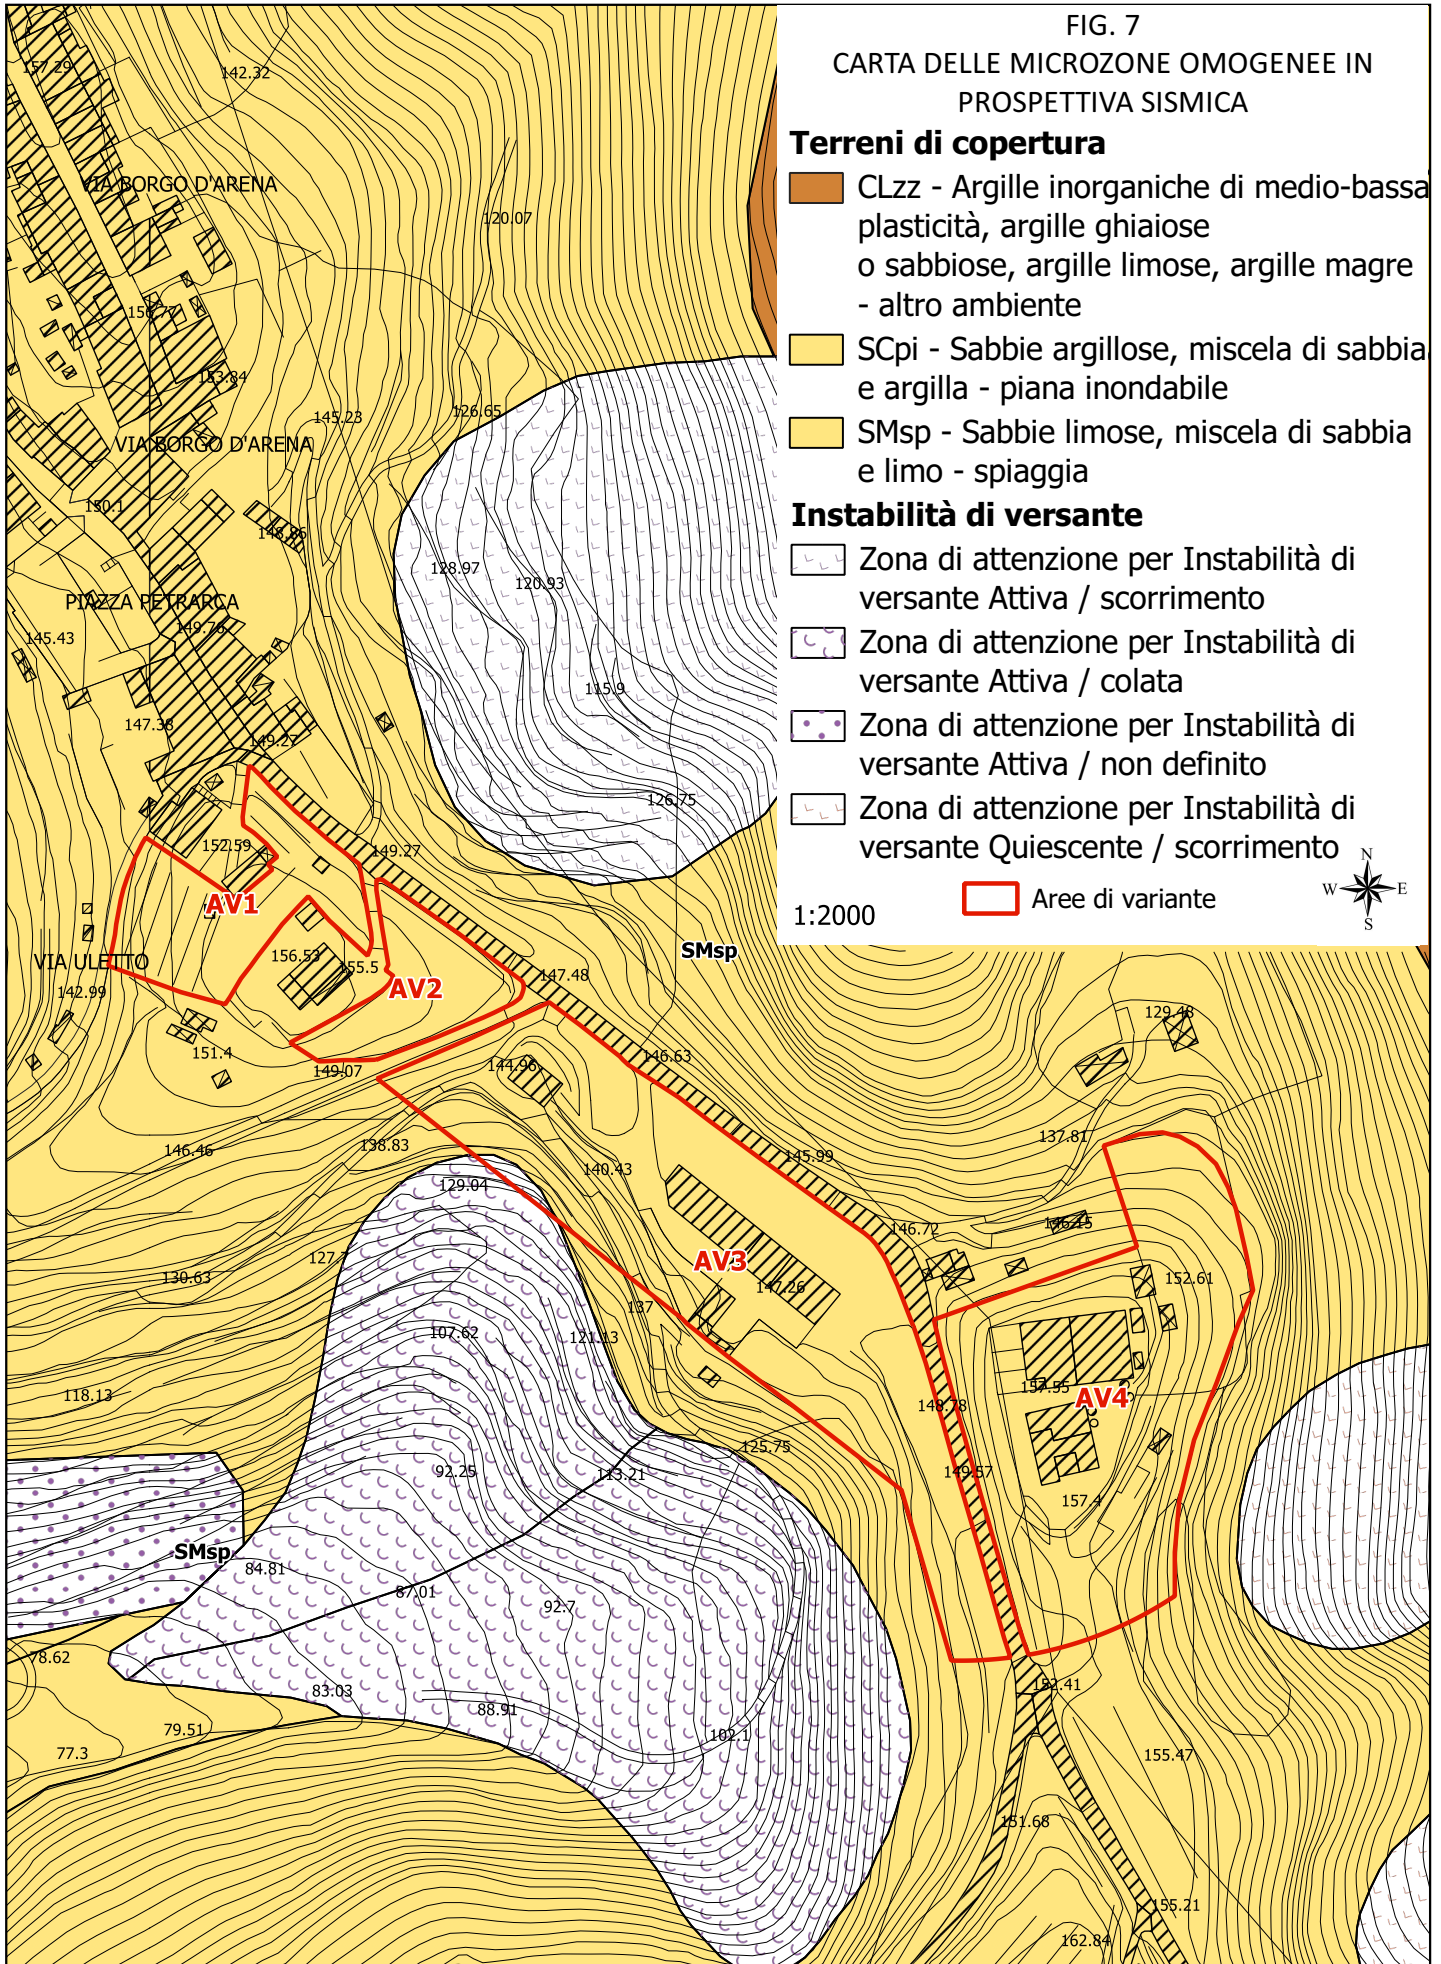 FIG. 7
CARTA DELLE MICROZONE OMOGENEE IN
PROSPETTIVA SISMICA
Terreni di copertura
CLzz - Argille inorganiche di medio-bassa
plasticità, argille ghiaiose
o sabbiose, argille limose, argille magre
- altro ambiente
SCpi - Sabbie argillose, miscela di sabbia
e argilla - piana inondabile
SMsp - Sabbie limose, miscela di sabbia
e limo - spiaggia
Instabilità di versante
Zona di attenzione per Instabilità di
versante Attiva / scorrimento
Zona di attenzione per Instabilità di
versante Attiva / colata
Zona di attenzione per Instabilità di
versante Attiva / non definito
Zona di attenzione per Instabilità di
versante Quiescente / scorrimento
Aree di variante
1:2000
N
W E
S
157.29
142.32
VIA BORGO D'ARENA
120.07
153.84
145.23
126.65
VIA BORGO D'ARENA
150.1
148.86
128.97
120.93
PIAZZA PETRARCA
149.76
145.43
115.9
147.38
149.27
126.75
152.59
149.27
AV1
SMsp
VIA ULETTO
156.53
155.5
147.48
142.99
AV2
129.48
151.4
149.07
144.96
146.63
137.81
146.46
138.83
140.43
145.99
129.04
146.15
146.72
127.7
AV3
130.63
147.26
152.61
137
107.62
121.13
118.13
157.55
AV4
148.78
125.75
92.25
113.21
149.57
157.4
SMsp
84.81
87.01
92.7
78.62
83.03
152.41
88.91
79.51
102.1
77.3
155.47
151.68
155.21
162.84